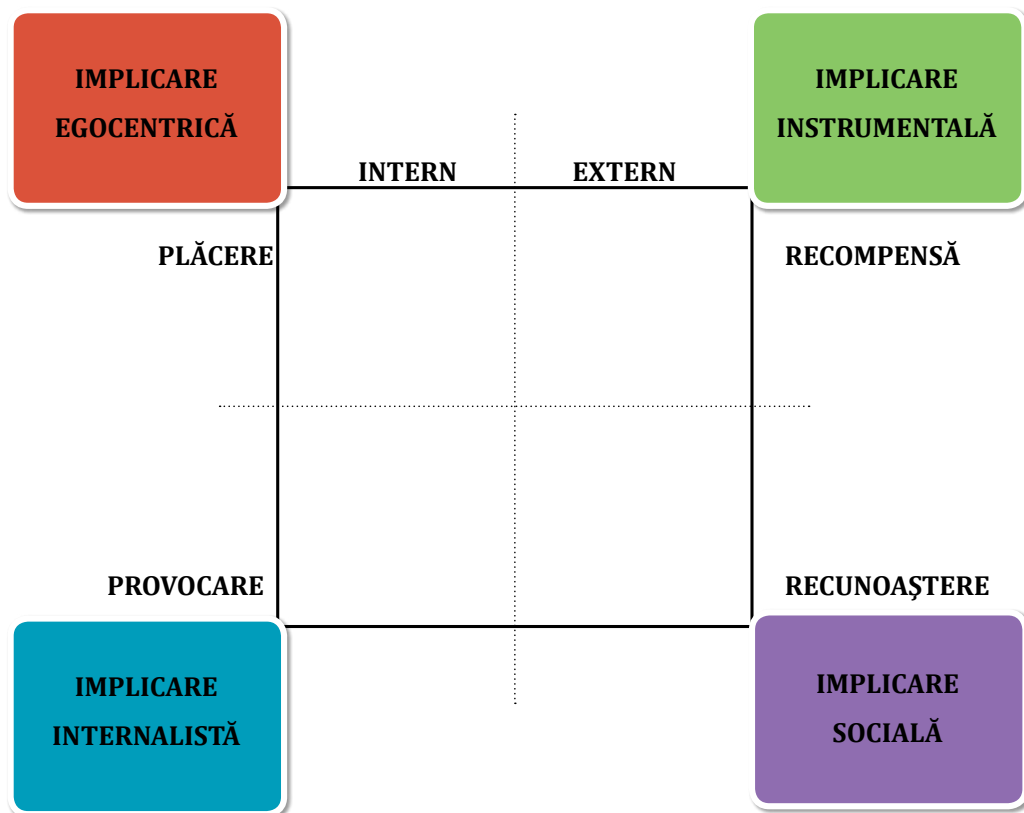 IMPLICARE
EGOCENTRICĂ
IMPLICARE
INSTRUMENTALĂ
INTERN
EXTERN
PLĂCERE
RECOMPENSĂ
PROVOCARE
RECUNOAŞTERE
IMPLICARE
INTERNALISTĂ
IMPLICARE
SOCIALĂ